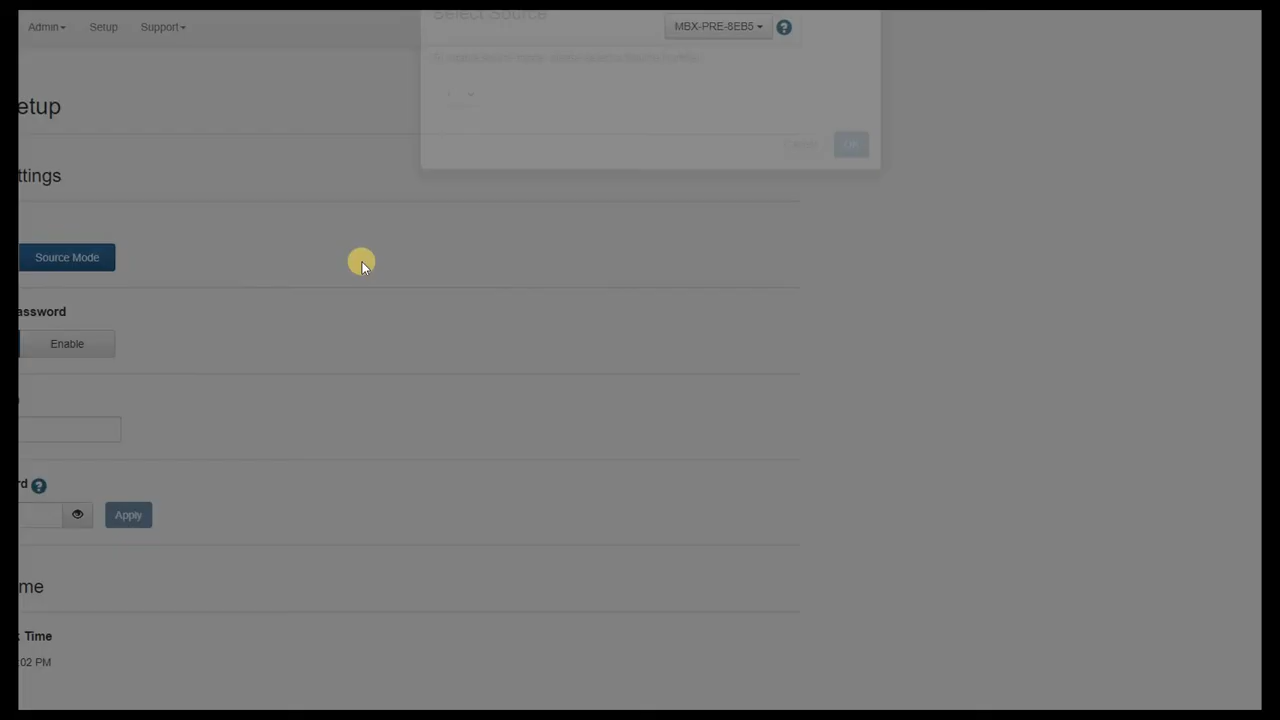 Admin
Setup
Support
Select Source
MBX-PRE-8EB5
?
etup
ttings
Source Mode
assword
Enable
rd ?
Apply
me
Time
:02 PM